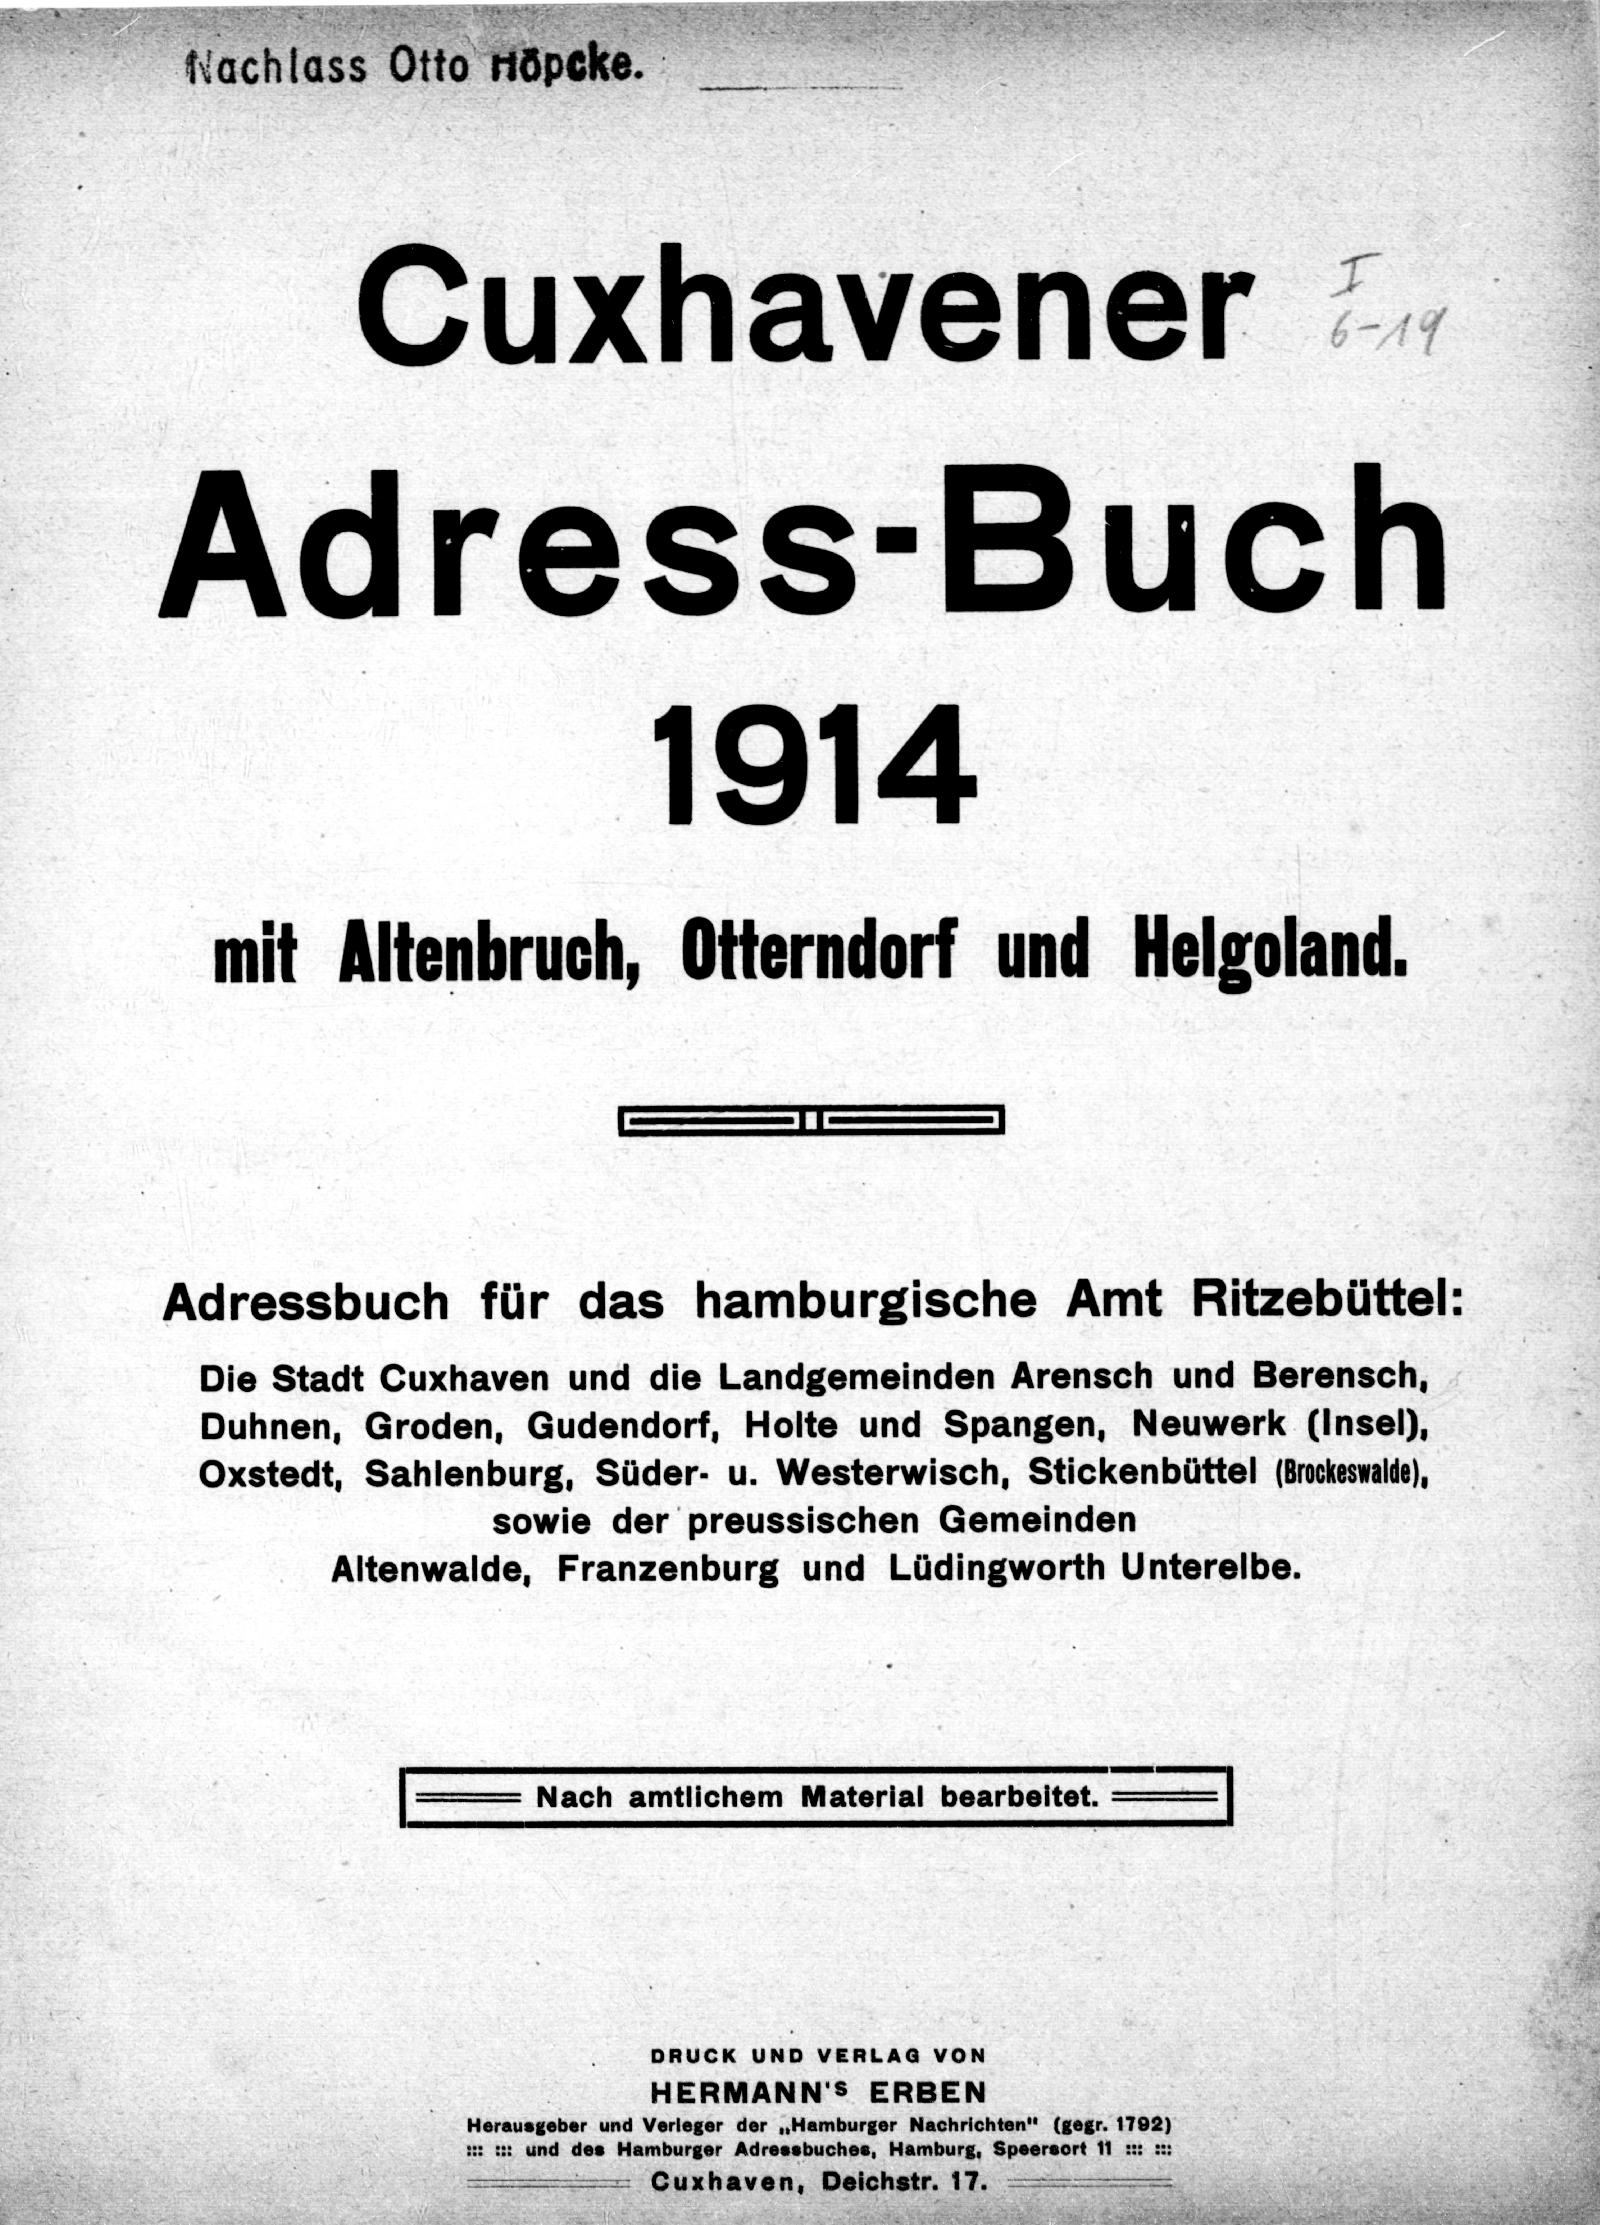 Nachlass Otto Höpcke.
Cuxhavener
I
6-19
Adress-Buch
1914
mit Altenbruch, Otterndorf und Helgoland.
Adressbuch für das hamburgische Amt Ritzebüttel:
Die Stadt Cuxhaven und die Landgemeinden Arensch und Berensch,
Duhnen, Groden, Gudendorf, Holte und Spangen, Neuwerk (Insel),
Oxstedt, Sahlenburg, Süder- u. Westerwisch, Stickenbüttel (Brockeswalde),
sowie der preussischen Gemeinden
Altenwalde, Franzenburg und Lüdingworth Unterelbe.
Nach amtlichem Material bearbeitet.
DRUCK UND VERLAG VON
HERMANN'S ERBEN
Herausgeber und Verleger der „Hamburger Nachrichten" (gegr. 1792)
::: ::: und des Hamburger Adressbuches, Hamburg, Speersort 11 ::: :::
Cuxhaven, Deichstr. 17.